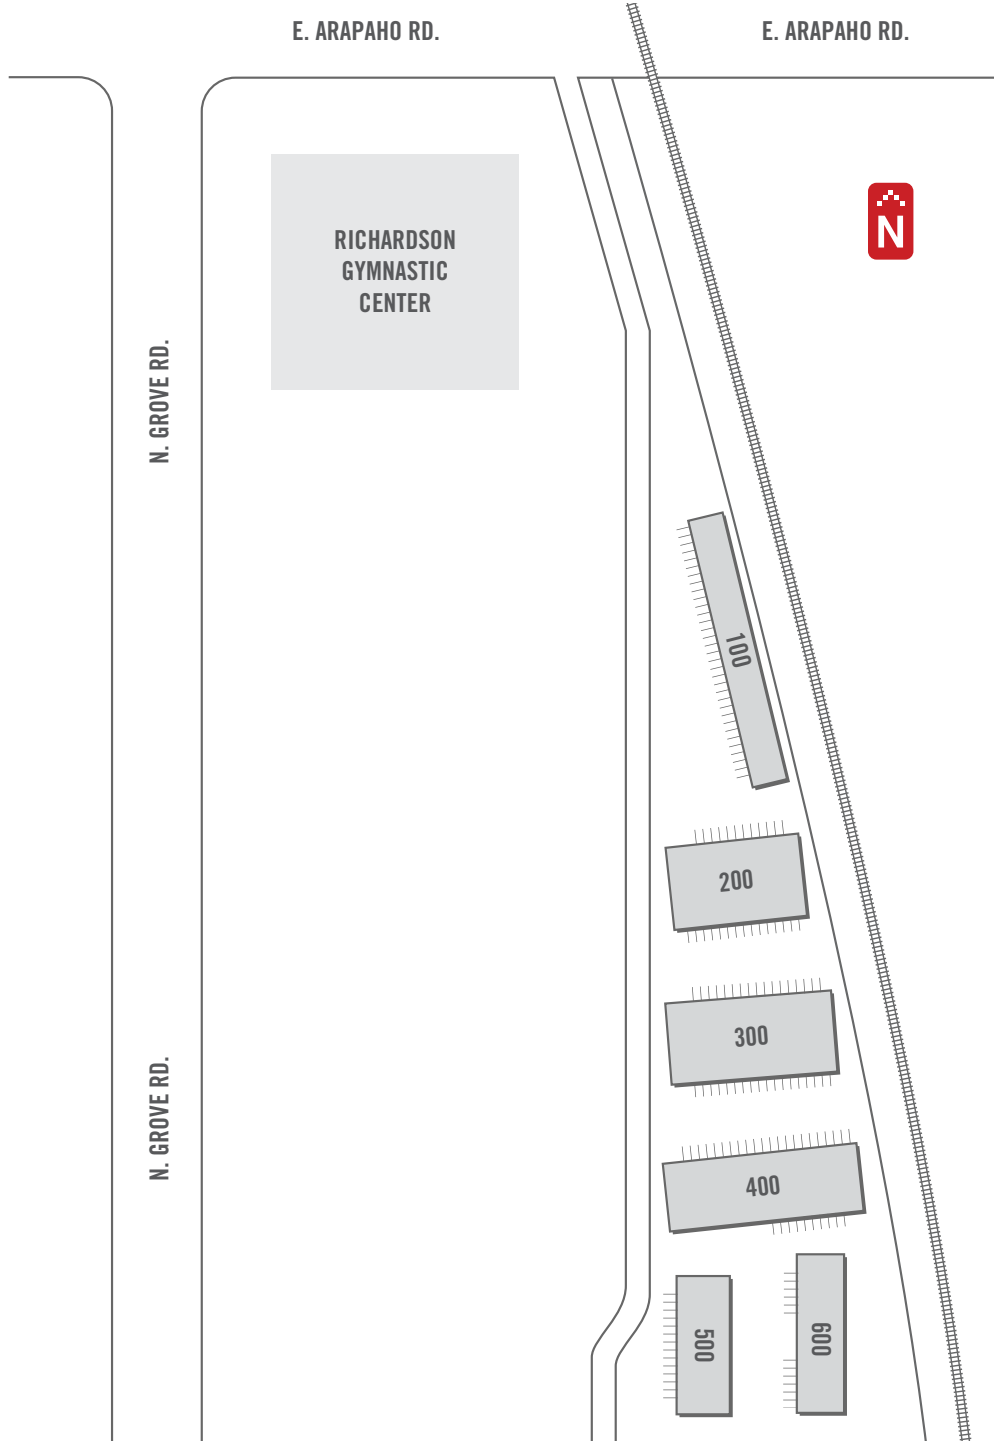 E. ARAPAHO RD.
E. ARAPAHO RD.
N
RICHARDSON
GYMNASTIC
CENTER
N. GROVE RD.
100
200
300
N. GROVE RD.
400
500
600